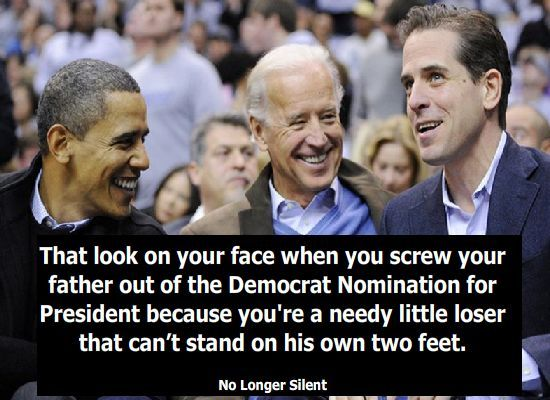 That look on your face when you screw your
father out of the Democrat Nomination for
President because you're a needy little loser
that can’t stand on his own two feet.
No Longer Silent